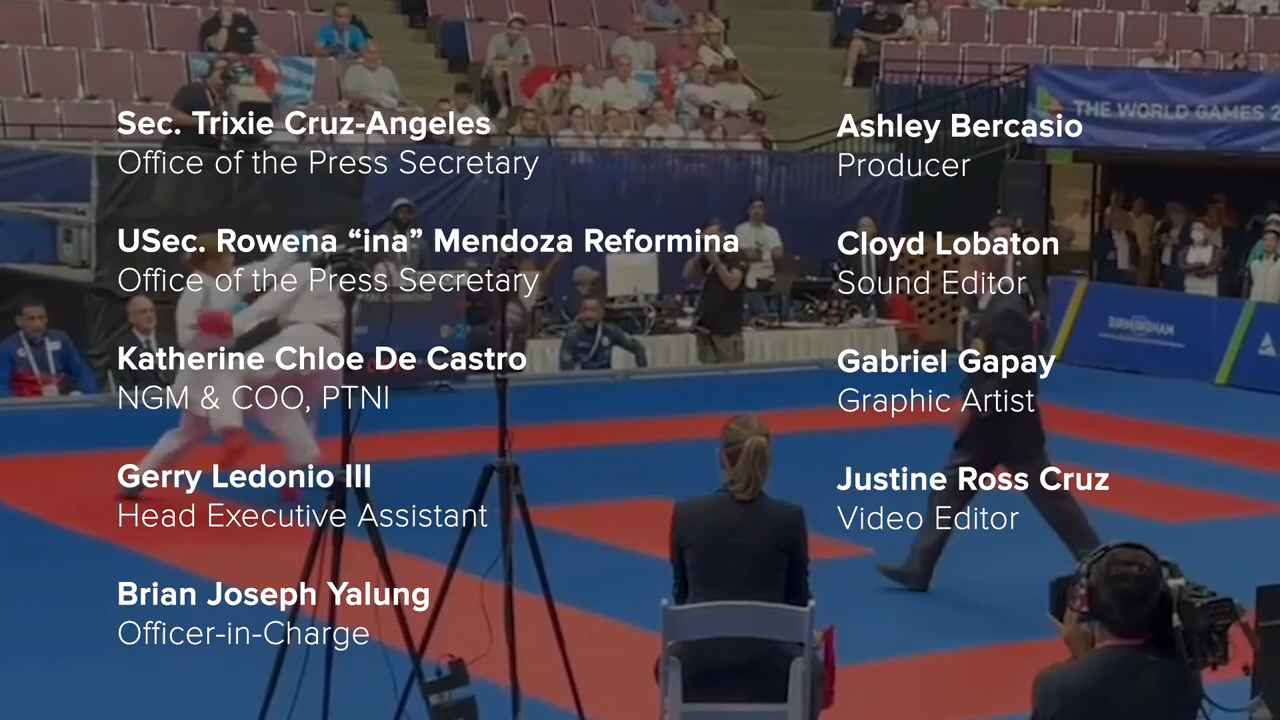 Sec. Trixie Cruz-Angeles
Office of the Press Secretary
USec. Rowena “ina” Mendoza Reformina
Office of the Press Secretary
Katherine Chloe De Castro
NGM & COO, PTNI
Gerry Ledonio III
Head Executive Assistant
Brian Joseph Yalung
Officer-in-Charge
Ashley Bercasio
Producer
Cloyd Lobaton
Sound Editor
Gabriel Gapay
Graphic Artist
Justine Ross Cruz
Video Editor
THE WORLD GAMES 2
BIRMINGHAM